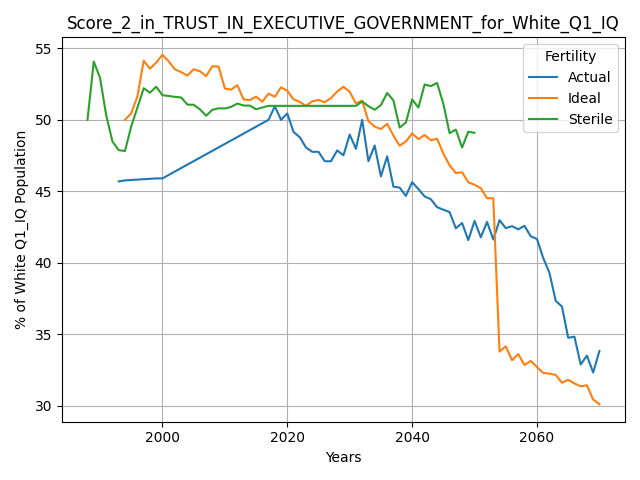 Score_2_in_TRUST_IN_EXECUTIVE_GOVERNMENT_for_White_Q1_IQ
Fertility
Actual
Ideal
Sterile
% of White Q1_IQ Population
55
50
45
40
35
30
2000
2020
2040
2060
Years